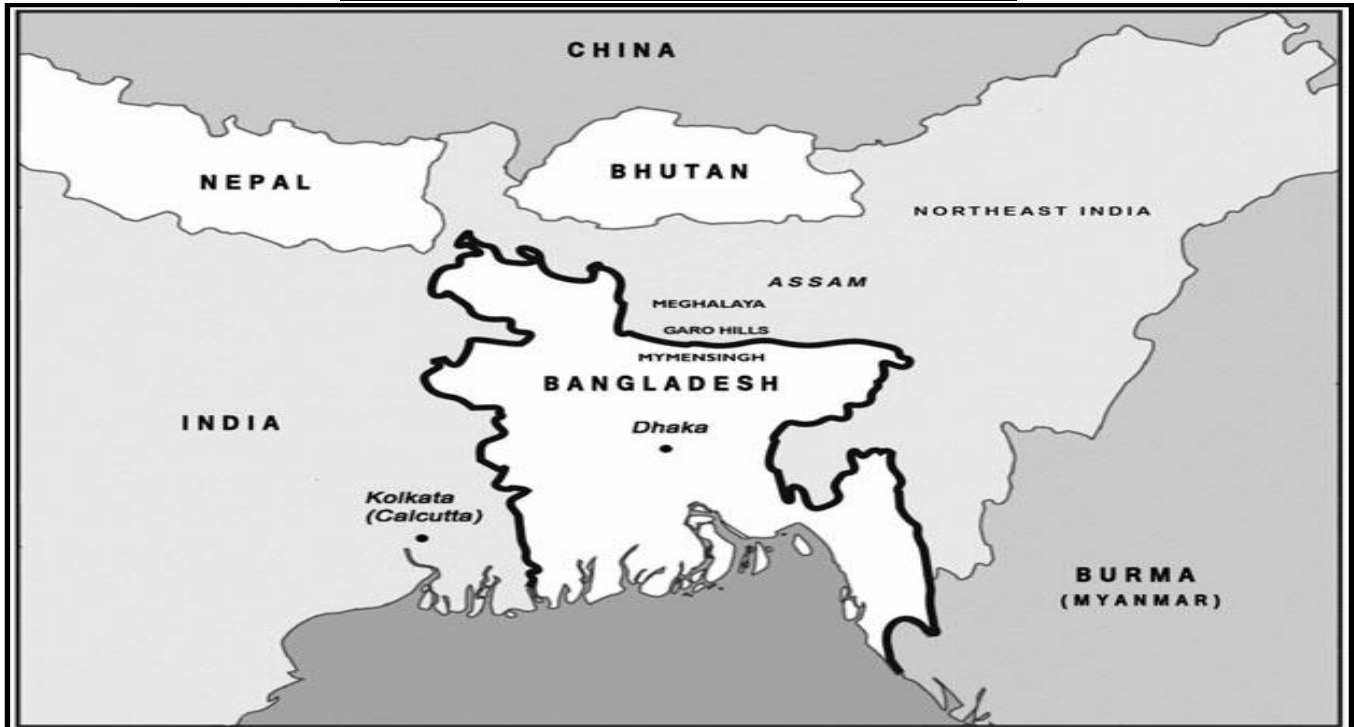 CHINA
NEPAL
BHUTAN
NORTHEAST INDIA
ASSAM
MEGHALAYA
GARO HILLS
MYMENSINGH
BANGLADESH
INDIA
Dhaka
Kolkata
(Calcutta)
BURMA
(MYANMAR)